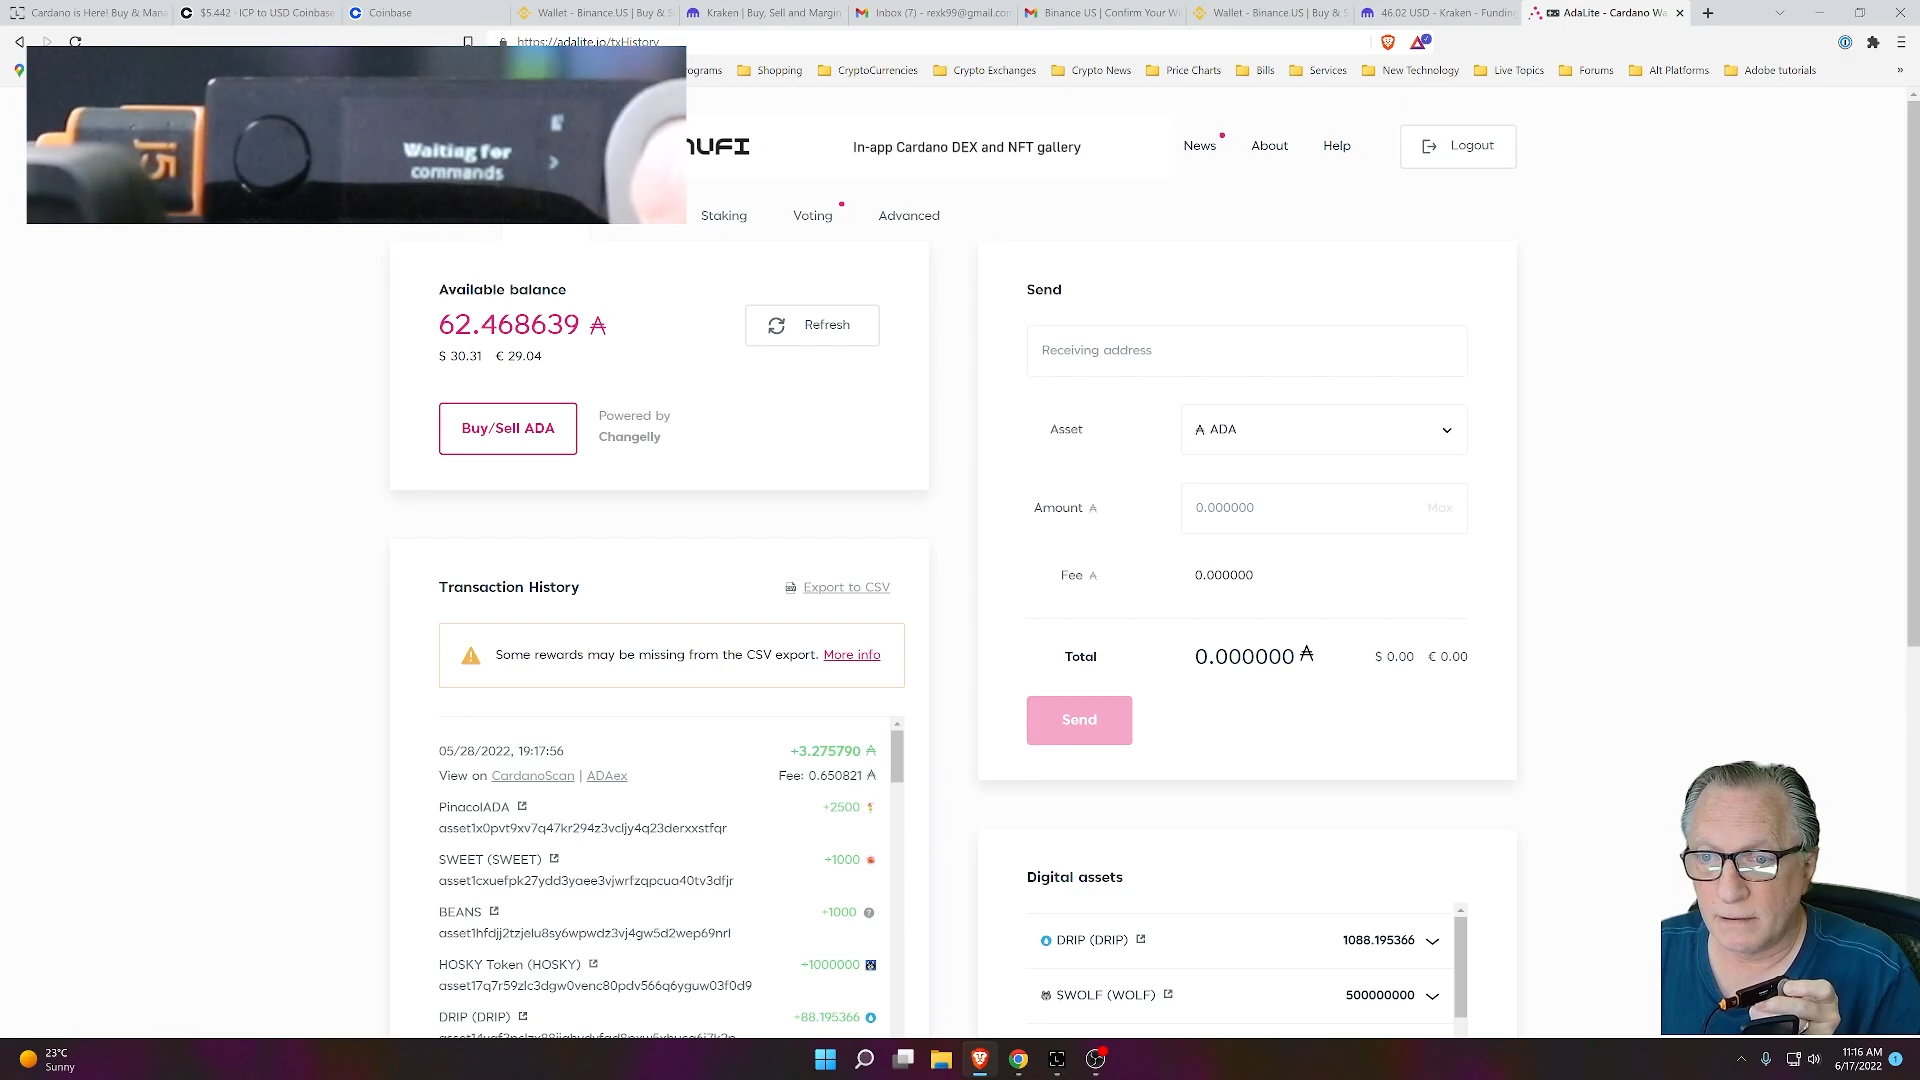 Cardano is Here! Buy & Mana
$5.442 - ICP to USD Coinbase
Coinbase
Wallet - Binance.US | Buy & S
Kraken | Buy, Sell and Margin
Inbox (7) - rexk99@gmail.com
Binance US | Confirm Your Wi
Wallet - Binance.US | Buy & S
46.02 USD - Kraken - Funding
AdaLite - Cardano Wa
https://adalite.io/txHistory
rograms
Shopping
CryptoCurrencies
Crypto Exchanges
Crypto News
Price Charts
Bills
Services
New Technology
Live Topics
Forums
Alt Platforms
Adobe tutorials
Waiting for
commands
NUFI
In-app Cardano DEX and NFT gallery
News
About
Help
Logout
Staking
Voting
Advanced
Available balance
62.468639 ₳
$ 30.31 € 29.04
Refresh
Buy/Sell ADA
Powered by
Changelly
Transaction History
Export to CSV
Some rewards may be missing from the CSV export. More info
05/28/2022, 19:17:56 +3.275790 ₳
View on CardanoScan | ADAex Fee: 0.650821 ₳
PinacolADA +2500
asset1x0pvt9xv7q47kr294z3vcljy4q23derxxstfqr
SWEET (SWEET) +1000
asset1cxuefpk27ydd3yaee3vjwrfzqpcua40tv3dfjr
BEANS +1000
asset1hfdjj2tzjelu8sy6wpwdz3vj4gw5d2wep69nrl
HOSKY Token (HOSKY) +1000000
asset17q7r59zlc3dgw0venc80pdv566q6yguw03f0d9
DRIP (DRIP) +88.195366
Send
Receiving address
Asset
₳ ADA
Amount ₳
0.000000
Max
Fee ₳
0.000000
Total
0.000000 ₳
$ 0.00 € 0.00
Send
Digital assets
DRIP (DRIP) 1088.195366
SWOLF (WOLF) 500000000
23°C
Sunny
11:16 AM
6/17/2022